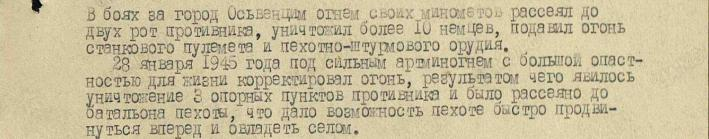 В боях за город Осьвенцим огнем своих минометов рассеял до
двух рот противника, уничтожил более 10 немцев, подавил огонь
станкового пулемета и пехотно-штурмового орудия.
28 января 1945 года под сильным артминогнем с большой опаст-
ностью для жизни корректировал огонь, результатом чего явилось
уничтожение 3 опорных пунктов противника и было рассеяно до
батальона пехоты, что дало возможность пехоте быстро продви-
нуться вперед и овладеть селом.